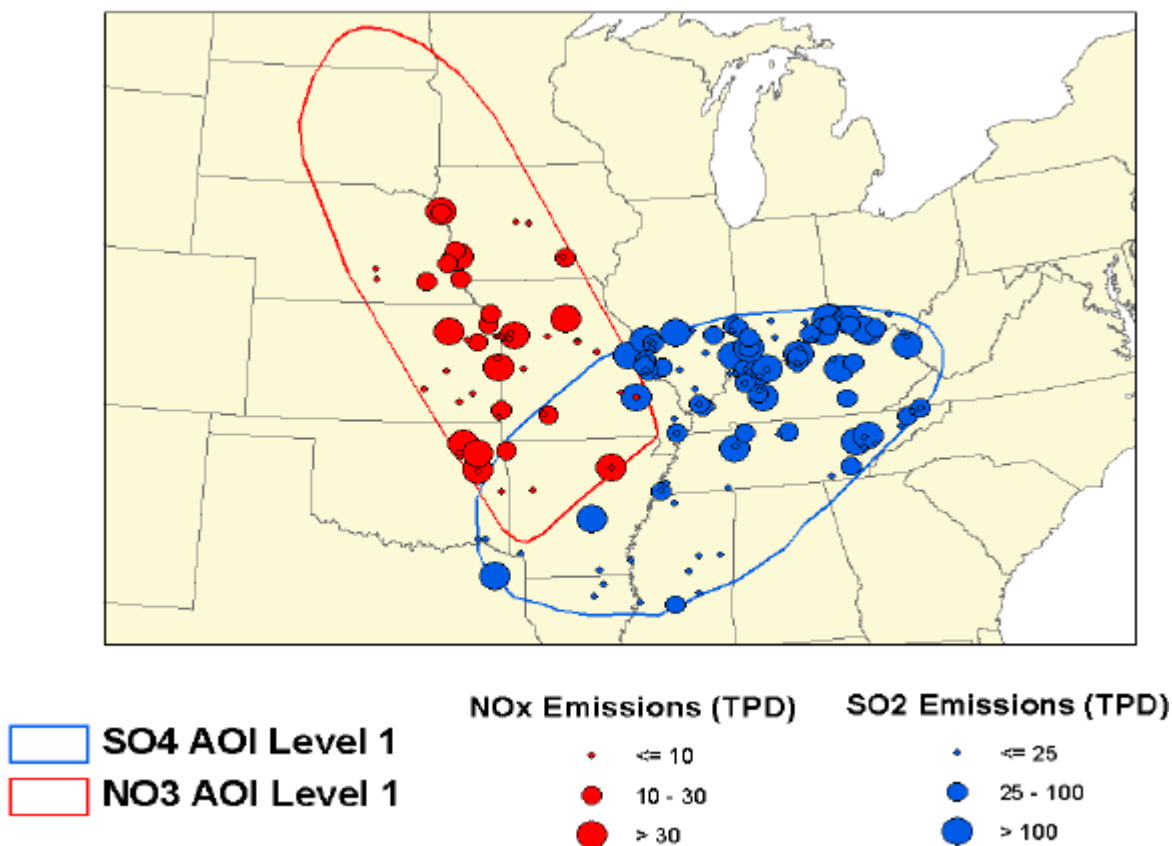 SO4 AOI Level 1
NO3 AOI Level 1
NOx Emissions (TPD)
<= 10
10 - 30
> 30
SO2 Emissions (TPD)
<= 25
25 - 100
> 100